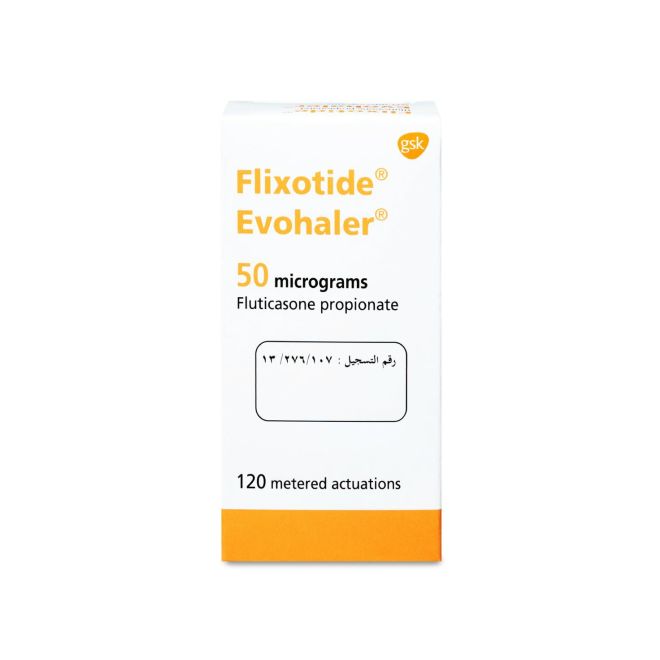 gsk
Flixotide®
Evohaler®
50 micrograms
Fluticasone propionate
رقم التسجيل : ١٣ /٢٧٦/١٠٧
120 metered actuations